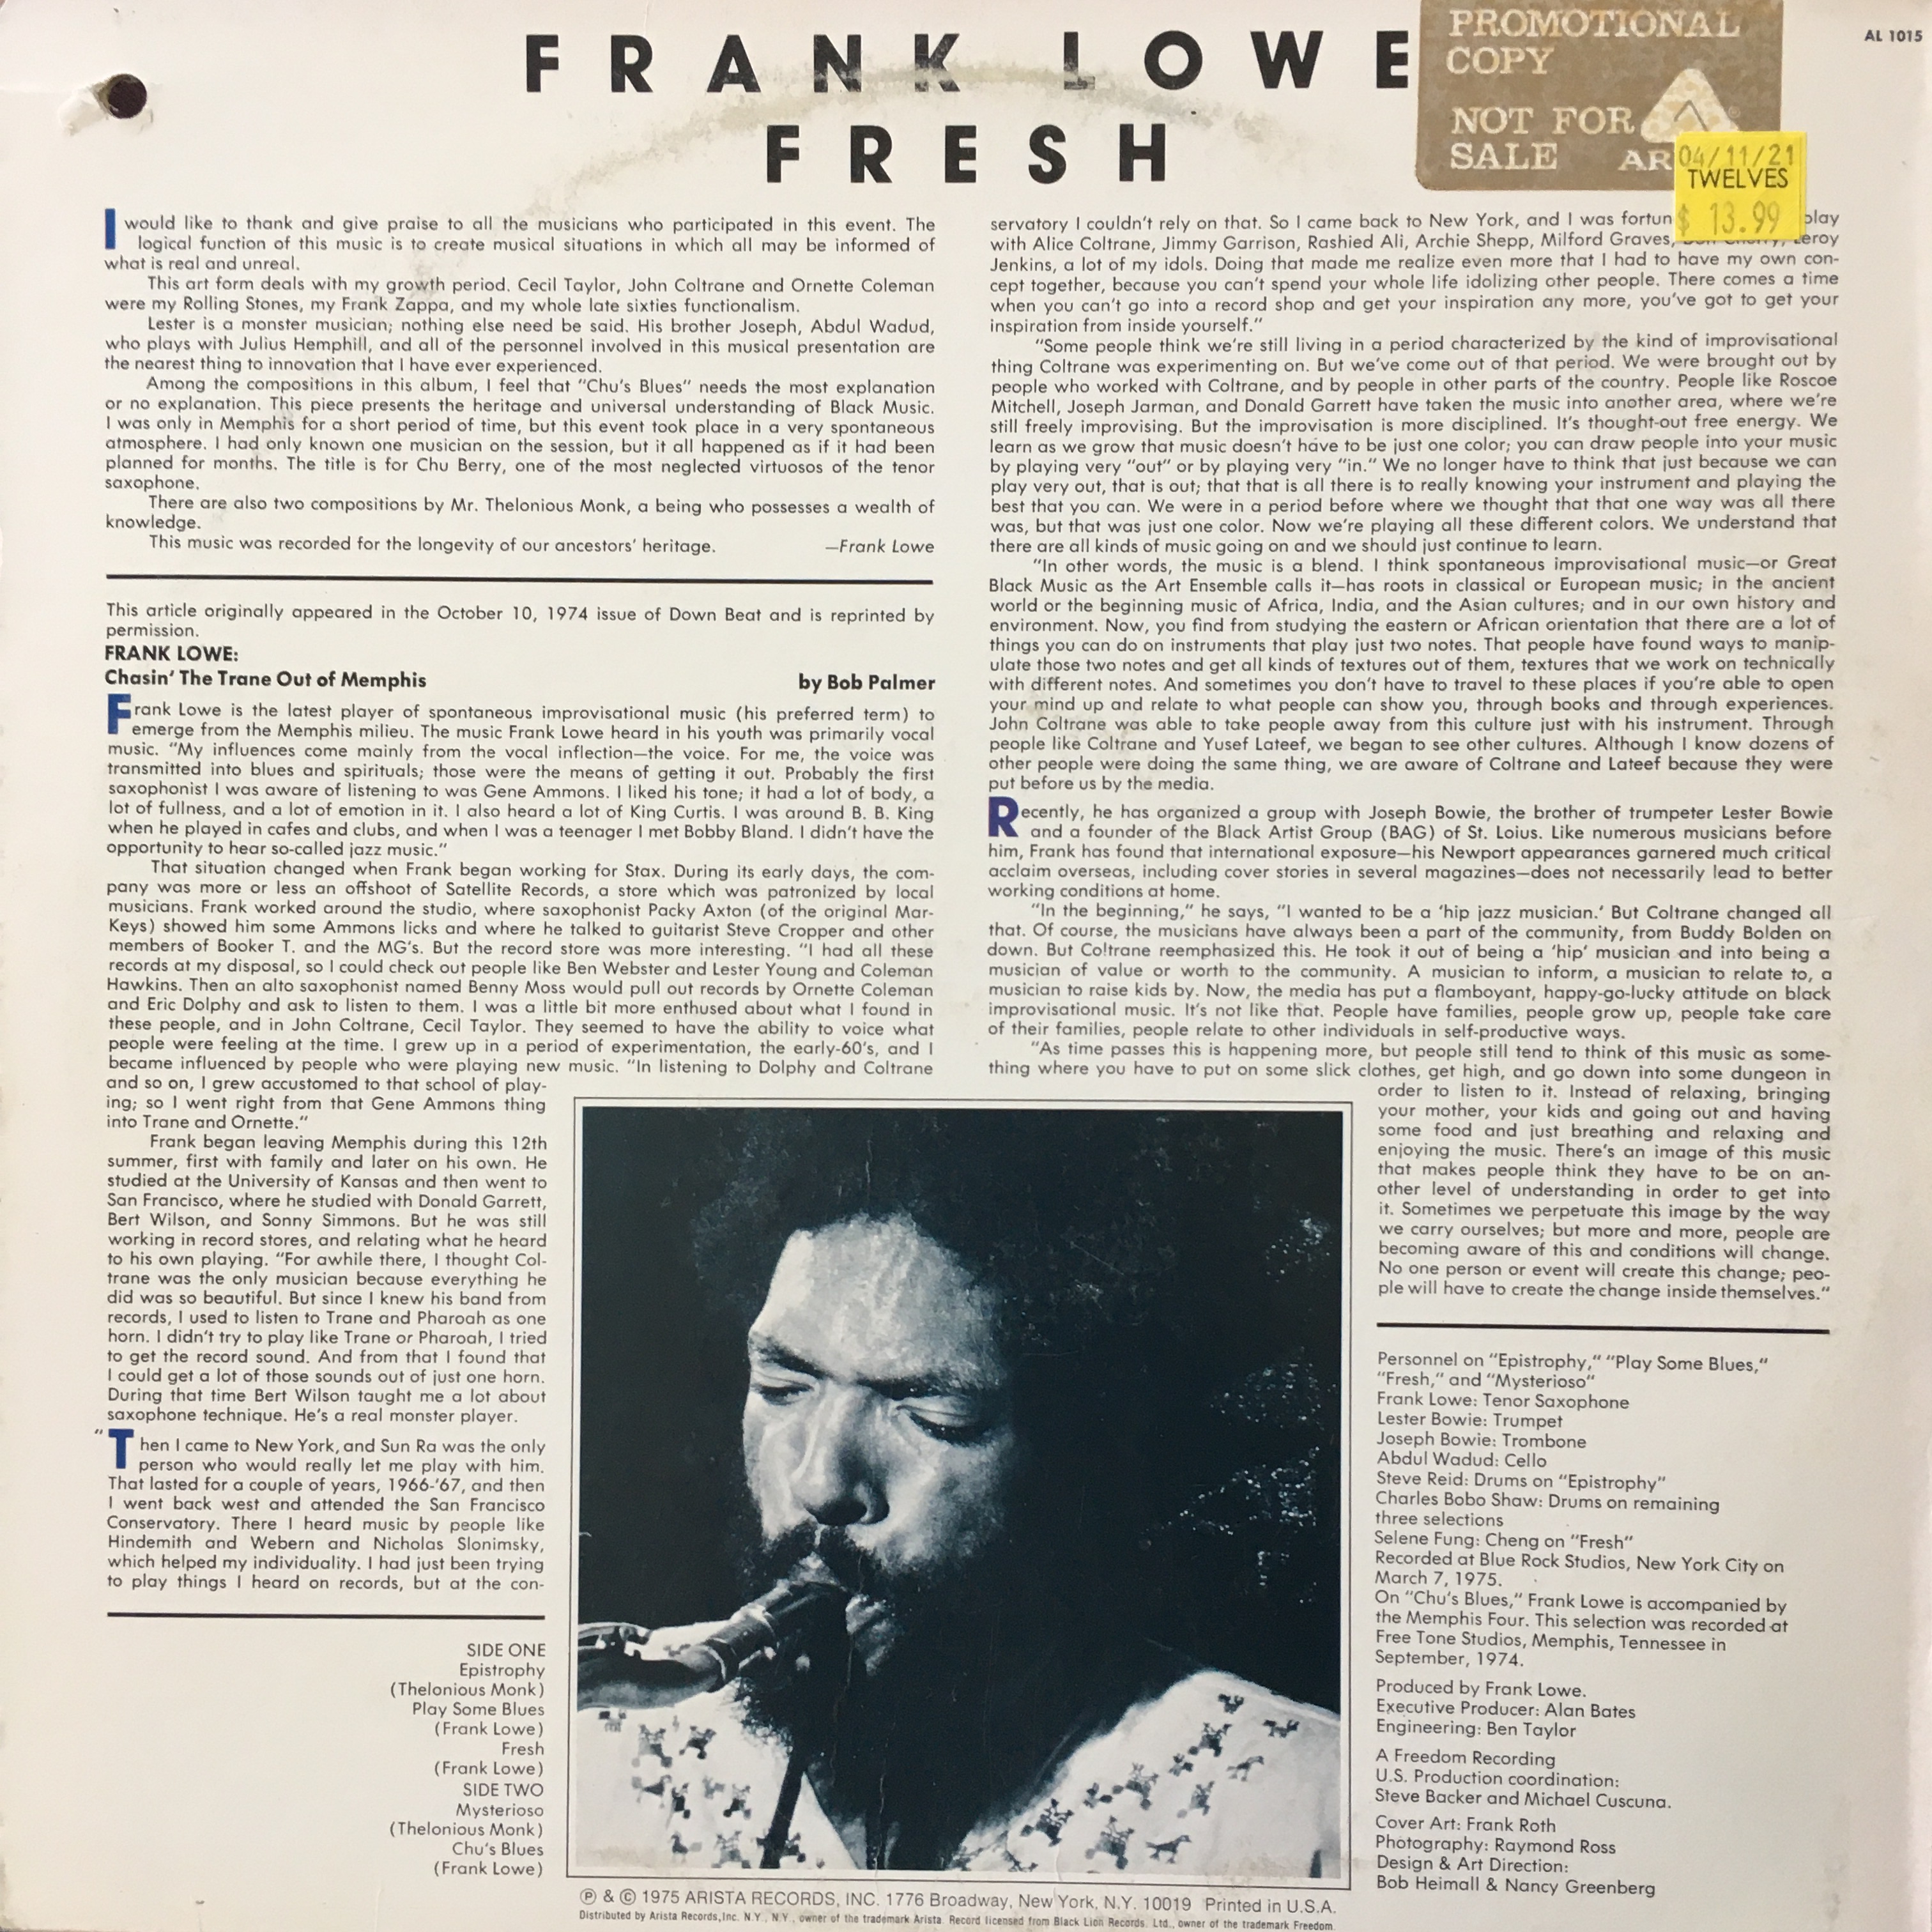 FRANK LOWE
FRESH
PROMOTIONAL
COPY
NOT FOR
SALE AR
04/11/21
TWELVES
$ 13.99
AL 1015
I would like to thank and give praise to all the musicians who participated in this event. The
logical function of this music is to create musical situations in which all may be informed of
what is real and unreal.
This art form deals with my growth period. Cecil Taylor, John Coltrane and Ornette Coleman
were my Rolling Stones, my Frank Zappa, and my whole late sixties functionalism.
Lester is a monster musician; nothing else need be said. His brother Joseph, Abdul Wadud,
who plays with Julius Hemphill, and all of the personnel involved in this musical presentation are
the nearest thing to innovation that I have ever experienced.
Among the compositions in this album, I feel that "Chu's Blues" needs the most explanation
or no explanation. This piece presents the heritage and universal understanding of Black Music.
I was only in Memphis for a short period of time, but this event took place in a very spontaneous
atmosphere. I had only known one musician on the session, but it all happened as if it had been
planned for months. The title is for Chu Berry, one of the most neglected virtuosos of the tenor
saxophone.
There are also two compositions by Mr. Thelonious Monk, a being who possesses a wealth of
knowledge.
This music was recorded for the longevity of our ancestors' heritage. —Frank Lowe
This article originally appeared in the October 10, 1974 issue of Down Beat and is reprinted by
permission.
FRANK LOWE:
Chasin' The Trane Out of Memphis by Bob Palmer
Frank Lowe is the latest player of spontaneous improvisational music (his preferred term) to
emerge from the Memphis milieu. The music Frank Lowe heard in his youth was primarily vocal
music. "My influences come mainly from the vocal inflection—the voice. For me, the voice was
transmitted into blues and spirituals; those were the means of getting it out. Probably the first
saxophonist I was aware of listening to was Gene Ammons. I liked his tone; it had a lot of body, a
lot of fullness, and a lot of emotion in it. I also heard a lot of King Curtis. I was around B. B. King
when he played in cafes and clubs, and when I was a teenager I met Bobby Bland. I didn't have the
opportunity to hear so-called jazz music."
That situation changed when Frank began working for Stax. During its early days, the com-
pany was more or less an offshoot of Satellite Records, a store which was patronized by local
musicians. Frank worked around the studio, where saxophonist Packy Axton (of the original Mar-
Keys) showed him some Ammons licks and where he talked to guitarist Steve Cropper and other
members of Booker T. and the MG's. But the record store was more interesting. "I had all these
records at my disposal, so I could check out people like Ben Webster and Lester Young and Coleman
Hawkins. Then an alto saxophonist named Benny Moss would pull out records by Ornette Coleman
and Eric Dolphy and ask to listen to them. I was a little bit more enthused about what I found in
these people, and in John Coltrane, Cecil Taylor. They seemed to have the ability to voice what
people were feeling at the time. I grew up in a period of experimentation, the early-60's, and I
became influenced by people who were playing new music. "In listening to Dolphy and Coltrane
and so on, I grew accustomed to that school of play-
ing; so I went right from that Gene Ammons thing
into Trane and Ornette."
Frank began leaving Memphis during this 12th
summer, first with family and later on his own. He
studied at the University of Kansas and then went to
San Francisco, where he studied with Donald Garrett,
Bert Wilson, and Sonny Simmons. But he was still
working in record stores, and relating what he heard
to his own playing. "For awhile there, I thought Col-
trane was the only musician because everything he
did was so beautiful. But since I knew his band from
records, I used to listen to Trane and Pharoah as one
horn. I didn't try to play like Trane or Pharoah, I tried
to get the record sound. And from that I found that
I could get a lot of those sounds out of just one horn.
During that time Bert Wilson taught me a lot about
saxophone technique. He's a real monster player.
"Then I came to New York, and Sun Ra was the only
person who would really let me play with him.
That lasted for a couple of years, 1966-'67, and then
I went back west and attended the San Francisco
Conservatory. There I heard music by people like
Hindemith and Webern and Nicholas Slonimsky,
which helped my individuality. I had just been trying
to play things I heard on records, but at the con-
servatory I couldn't rely on that. So I came back to New York, and I was fortun play
with Alice Coltrane, Jimmy Garrison, Rashied Ali, Archie Shepp, Milford Graves, Leroy
Jenkins, a lot of my idols. Doing that made me realize even more that I had to have my own con-
cept together, because you can't spend your whole life idolizing other people. There comes a time
when you can't go into a record shop and get your inspiration any more, you've got to get your
inspiration from inside yourself."
"Some people think we're still living in a period characterized by the kind of improvisational
thing Coltrane was experimenting on. But we've come out of that period. We were brought out by
people who worked with Coltrane, and by people in other parts of the country. People like Roscoe
Mitchell, Joseph Jarman, and Donald Garrett have taken the music into another area, where we're
still freely improvising. But the improvisation is more disciplined. It's thought-out free energy. We
learn as we grow that music doesn't have to be just one color; you can draw people into your music
by playing very "out" or by playing very "in." We no longer have to think that just because we can
play very out, that is out; that that is all there is to really knowing your instrument and playing the
best that you can. We were in a period before where we thought that that one way was all there
was, but that was just one color. Now we're playing all these different colors. We understand that
there are all kinds of music going on and we should just continue to learn.
"In other words, the music is a blend. I think spontaneous improvisational music—or Great
Black Music as the Art Ensemble calls it—has roots in classical or European music; in the ancient
world or the beginning music of Africa, India, and the Asian cultures; and in our own history and
environment. Now, you find from studying the eastern or African orientation that there are a lot of
things you can do on instruments that play just two notes. That people have found ways to manip-
ulate those two notes and get all kinds of textures out of them, textures that we work on technically
with different notes. And sometimes you don't have to travel to these places if you're able to open
your mind up and relate to what people can show you, through books and through experiences.
John Coltrane was able to take people away from this culture just with his instrument. Through
people like Coltrane and Yusef Lateef, we began to see other cultures. Although I know dozens of
other people were doing the same thing, we are aware of Coltrane and Lateef because they were
put before us by the media.
Recently, he has organized a group with Joseph Bowie, the brother of trumpeter Lester Bowie
and a founder of the Black Artist Group (BAG) of St. Loius. Like numerous musicians before
him, Frank has found that international exposure—his Newport appearances garnered much critical
acclaim overseas, including cover stories in several magazines—does not necessarily lead to better
working conditions at home.
"In the beginning," he says, "I wanted to be a 'hip jazz musician.' But Coltrane changed all
that. Of course, the musicians have always been a part of the community, from Buddy Bolden on
down. But Coltrane reemphasized this. He took it out of being a 'hip' musician and into being a
musician of value or worth to the community. A musician to inform, a musician to relate to, a
musician to raise kids by. Now, the media has put a flamboyant, happy-go-lucky attitude on black
improvisational music. It's not like that. People have families, people grow up, people take care
of their families, people relate to other individuals in self-productive ways.
"As time passes this is happening more, but people still tend to think of this music as some-
thing where you have to put on some slick clothes, get high, and go down into some dungeon in
order to listen to it. Instead of relaxing, bringing
your mother, your kids and going out and having
some food and just breathing and relaxing and
enjoying the music. There's an image of this music
that makes people think they have to be on an-
other level of understanding in order to get into
it. Sometimes we perpetuate this image by the way
we carry ourselves; but more and more, people are
becoming aware of this and conditions will change.
No one person or event will create this change; peo-
ple will have to create the change inside themselves."
SIDE ONE
Epistrophy
(Thelonious Monk)
Play Some Blues
(Frank Lowe)
Fresh
(Frank Lowe)
SIDE TWO
Mysterioso
(Thelonious Monk)
Chu's Blues
(Frank Lowe)
Personnel on "Epistrophy," "Play Some Blues,"
"Fresh," and "Mysterioso"
Frank Lowe: Tenor Saxophone
Lester Bowie: Trumpet
Joseph Bowie: Trombone
Abdul Wadud: Cello
Steve Reid: Drums on "Epistrophy"
Charles Bobo Shaw: Drums on remaining
three selections
Selene Fung: Cheng on "Fresh"
Recorded at Blue Rock Studios, New York City on
March 7, 1975.
On "Chu's Blues," Frank Lowe is accompanied by
the Memphis Four. This selection was recorded at
Free Tone Studios, Memphis, Tennessee in
September, 1974.
Produced by Frank Lowe.
Executive Producer: Alan Bates
Engineering: Ben Taylor
A Freedom Recording
U.S. Production coordination:
Steve Backer and Michael Cuscuna.
Cover Art: Frank Roth
Photography: Raymond Ross
Design & Art Direction:
Bob Heimall & Nancy Greenberg
℗ & © 1975 ARISTA RECORDS, INC. 1776 Broadway, New York, N.Y. 10019 Printed in U.S.A.
Distributed by Arista Records, Inc. N.Y., N.Y., owner of the trademark Arista. Record licensed from Black Lion Records. Ltd., owner of the trademark Freedom.